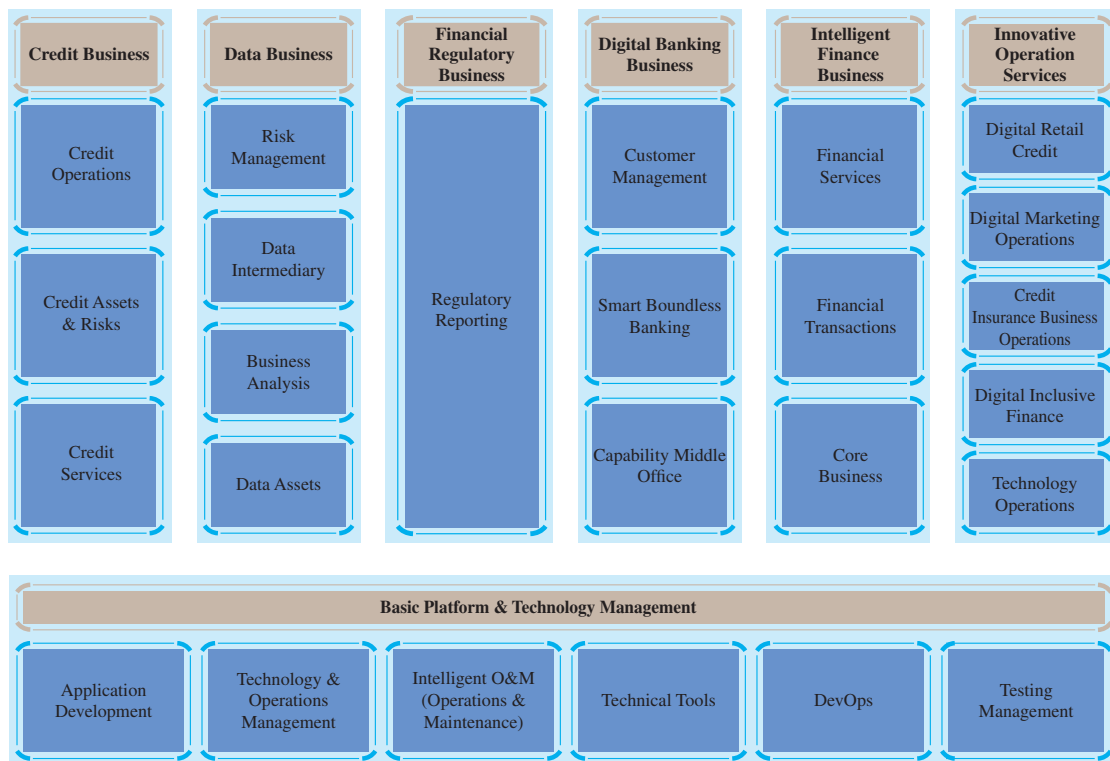 Credit Business
Credit
Operations
Credit Assets
& Risks
Credit
Services
Data Business
Risk
Management
Data
Intermediary
Business
Analysis
Data Assets
Financial
Regulatory
Business
Regulatory
Reporting
Digital Banking
Business
Customer
Management
Smart Boundless
Banking
Capability Middle
Office
Intelligent
Finance
Business
Financial
Services
Financial
Transactions
Core
Business
Innovative
Operation
Services
Digital Retail
Credit
Digital Marketing
Operations
Credit
Insurance Business
Operations
Digital Inclusive
Finance
Technology
Operations
Basic Platform & Technology Management
Application
Development
Technology &
Operations
Management
Intelligent O&M
(Operations &
Maintenance)
Technical Tools
DevOps
Testing
Management